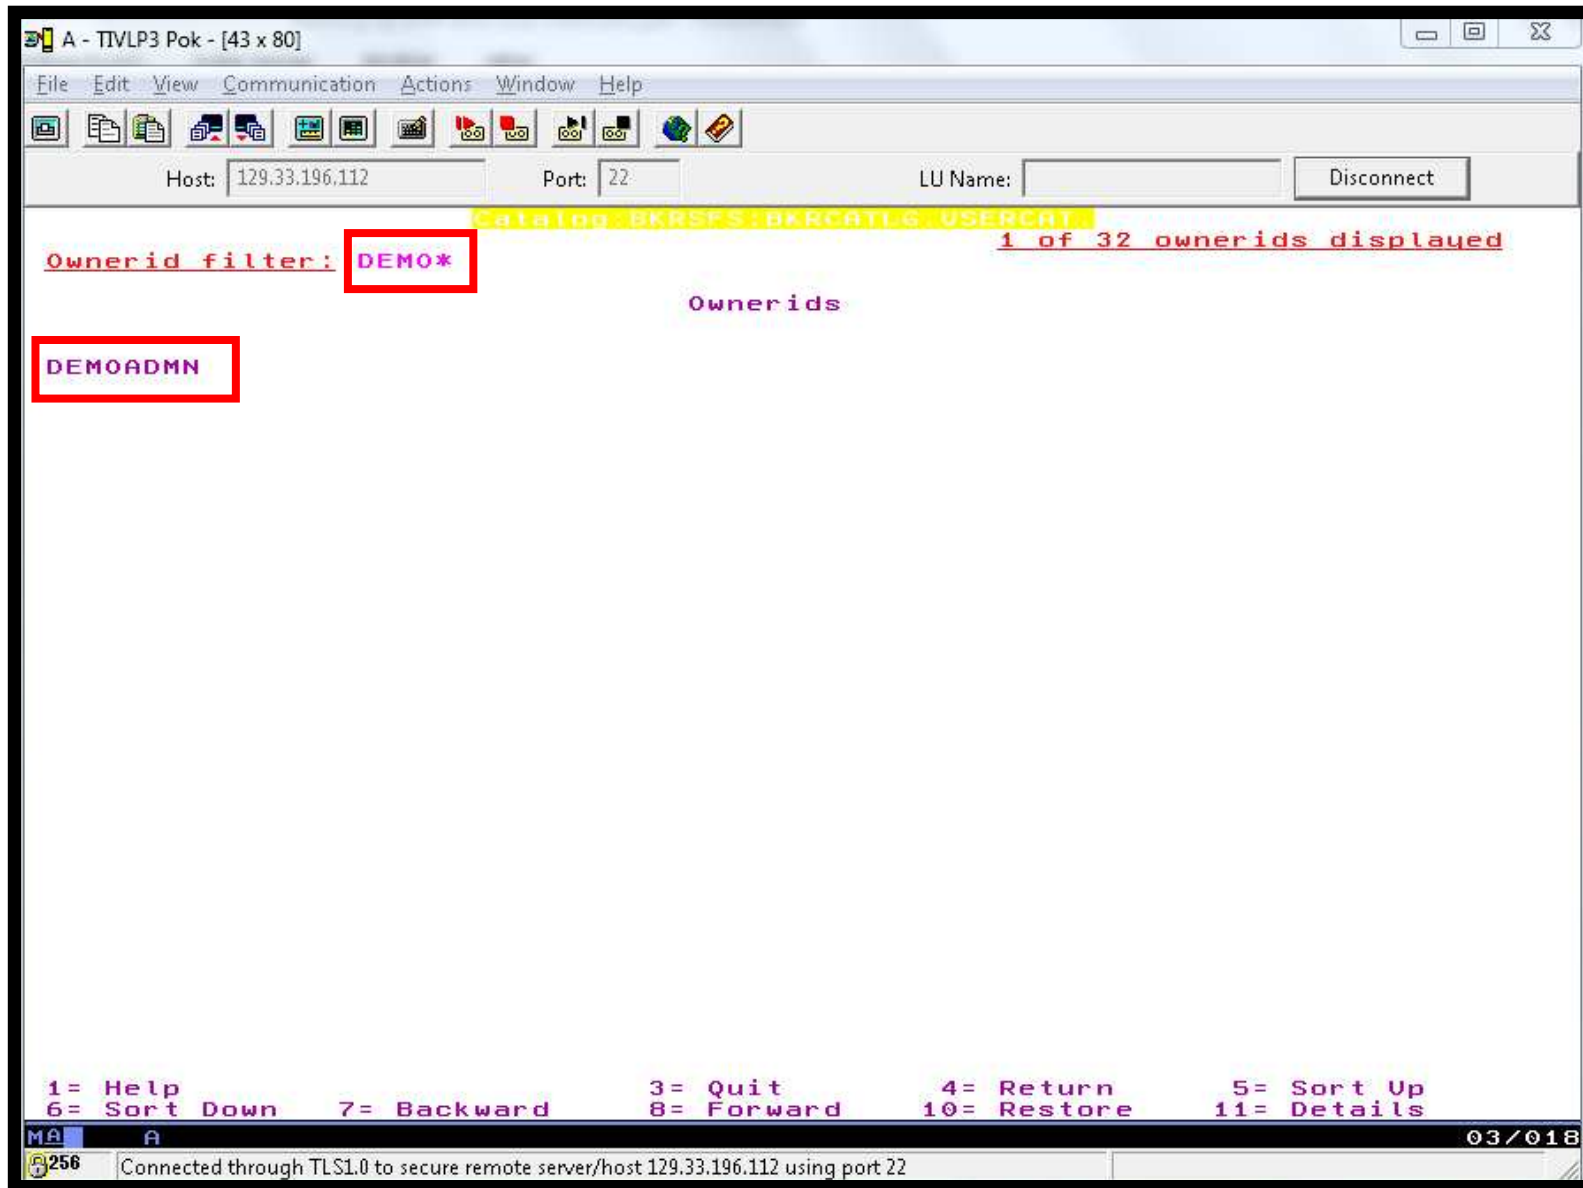 A - TIVLP3 Pok - [43 x 80]
File Edit View Communication Actions Window Help
Host: 129.33.196.112 Port: 22 LU Name: Disconnect
Catalog:BKRSFS:BKRCATLG.USERCAT.
1 of 32 ownerids displayed
Ownerid filter: DEMO*
Ownerids
DEMOADMN
1= Help 3= Quit 4= Return 5= Sort Up
6= Sort Down 7= Backward 8= Forward 10= Restore 11= Details
MA A 03/018
256 Connected through TLS1.0 to secure remote server/host 129.33.196.112 using port 22